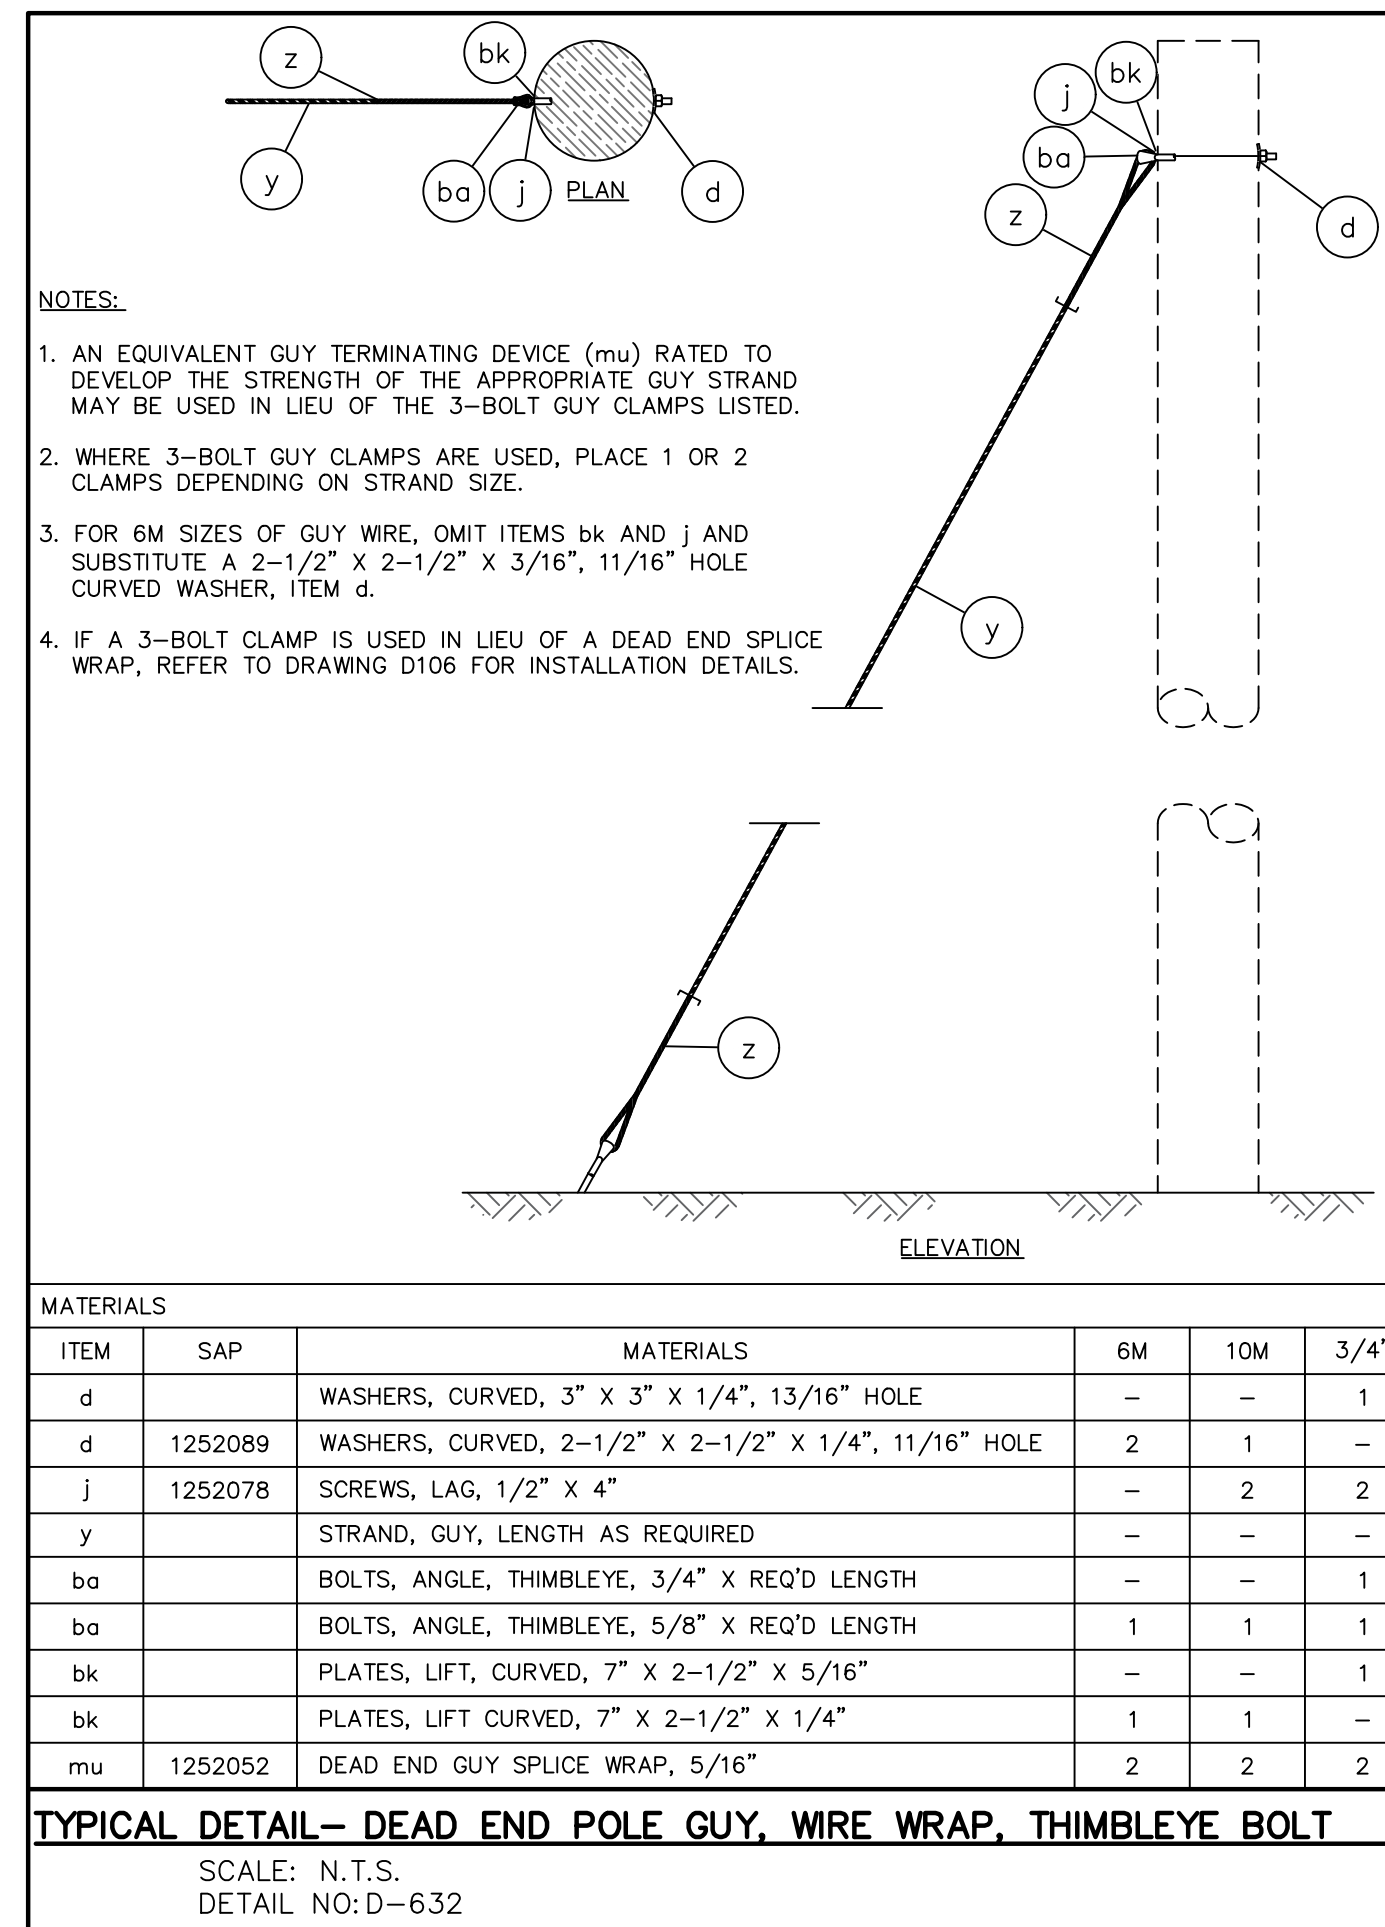 z
bk
y
ba
j
PLAN
d
bk
j
ba
z
d
y
z
NOTES:
1. AN EQUIVALENT GUY TERMINATING DEVICE (mu) RATED TO
DEVELOP THE STRENGTH OF THE APPROPRIATE GUY STRAND
MAY BE USED IN LIEU OF THE 3-BOLT GUY CLAMPS LISTED.
2. WHERE 3-BOLT GUY CLAMPS ARE USED, PLACE 1 OR 2
CLAMPS DEPENDING ON STRAND SIZE.
3. FOR 6M SIZES OF GUY WIRE, OMIT ITEMS bk AND j AND
SUBSTITUTE A 2-1/2" X 2-1/2" X 3/16", 11/16" HOLE
CURVED WASHER, ITEM d.
4. IF A 3-BOLT CLAMP IS USED IN LIEU OF A DEAD END SPLICE
WRAP, REFER TO DRAWING D106 FOR INSTALLATION DETAILS.
ELEVATION
MATERIALS
ITEM SAP MATERIALS 6M 10M 3/4"
d WASHERS, CURVED, 3" X 3" X 1/4", 13/16" HOLE – – 1
d 1252089 WASHERS, CURVED, 2-1/2" X 2-1/2" X 1/4", 11/16" HOLE 2 1 –
j 1252078 SCREWS, LAG, 1/2" X 4" – 2 2
y STRAND, GUY, LENGTH AS REQUIRED – – –
ba BOLTS, ANGLE, THIMBLEYE, 3/4" X REQ'D LENGTH – – 1
ba BOLTS, ANGLE, THIMBLEYE, 5/8" X REQ'D LENGTH 1 1 1
bk PLATES, LIFT, CURVED, 7" X 2-1/2" X 5/16" – – 1
bk PLATES, LIFT CURVED, 7" X 2-1/2" X 1/4" 1 1 –
mu 1252052 DEAD END GUY SPLICE WRAP, 5/16" 2 2 2
TYPICAL DETAIL– DEAD END POLE GUY, WIRE WRAP, THIMBLEYE BOLT
SCALE: N.T.S.
DETAIL NO:D-632